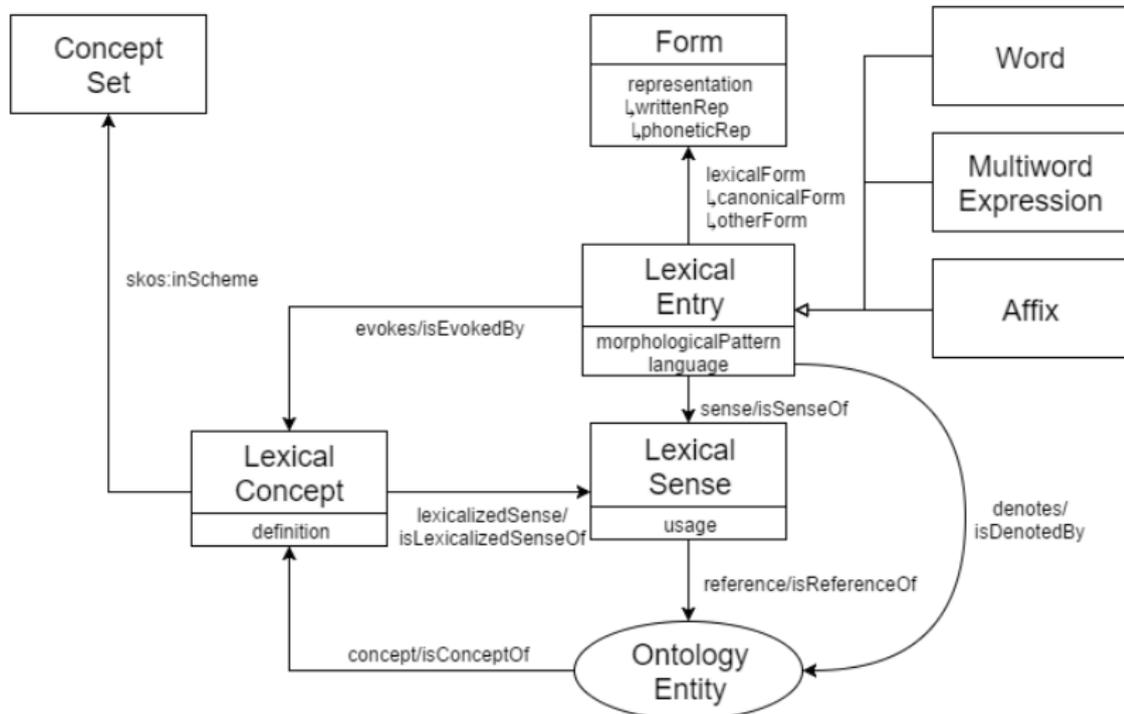 Concept
Set
Form
representation
↳writtenRep
↳phoneticRep
Word
Multiword
Expression
Affix
lexicalForm
↳canonicalForm
↳otherForm
skos:inScheme
Lexical
Entry
morphologicalPattern
language
evokes/isEvokedBy
sense/isSenseOf
Lexical
Concept
definition
lexicalizedSense/
isLexicalizedSenseOf
Lexical
Sense
usage
denotes/
isDenotedBy
reference/isReferenceOf
concept/isConceptOf
Ontology
Entity